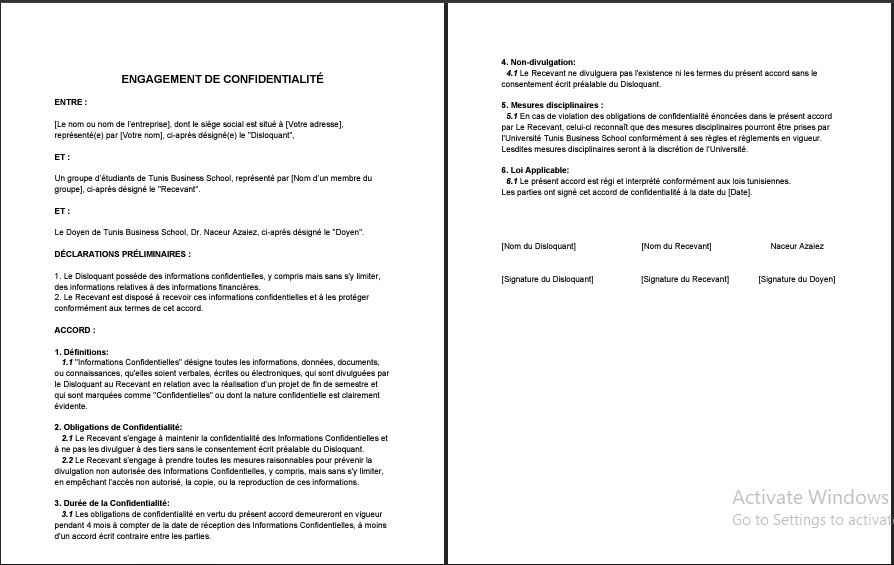 ENGAGEMENT DE CONFIDENTIALITÉ
ENTRE :
[Le nom ou nom de l'entreprise], dont le siège social est situé à [Votre adresse],
représenté(e) par [Votre nom], ci-après désigné(e) le "Disloquant",
ET :
Un groupe d'étudiants de Tunis Business School, représenté par [Nom d'un membre du
groupe], ci-après désigné le "Recevant".
ET :
Le Doyen de Tunis Business School, Dr. Naceur Azaiez, ci-après désigné le "Doyen".
DÉCLARATIONS PRÉLIMINAIRES :
1. Le Disloquant possède des informations confidentielles, y compris mais sans s'y limiter,
des informations relatives à des informations financières.
2. Le Recevant est disposé à recevoir ces informations confidentielles et à les protéger
conformément aux termes de cet accord.
ACCORD :
1. Définitions:
1.1 "Informations Confidentielles" désigne toutes les informations, données, documents,
ou connaissances, qu'elles soient verbales, écrites ou électroniques, qui sont divulguées par
le Disloquant au Recevant en relation avec la réalisation d'un projet de fin de semestre et
qui sont marquées comme "Confidentielles" ou dont la nature confidentielle est clairement
évidente.
2. Obligations de Confidentialité:
2.1 Le Recevant s'engage à maintenir la confidentialité des Informations Confidentielles et
à ne pas les divulguer à des tiers sans le consentement écrit préalable du Disloquant.
2.2 Le Recevant s'engage à prendre toutes les mesures raisonnables pour prévenir la
divulgation non autorisée des Informations Confidentielles, y compris, mais sans s'y limiter,
en empêchant l'accès non autorisé, la copie, ou la reproduction de ces informations.
3. Durée de la Confidentialité:
3.1 Les obligations de confidentialité en vertu du présent accord demeureront en vigueur
pendant 4 mois à compter de la date de réception des Informations Confidentielles, à moins
d'un accord écrit contraire entre les parties.
4. Non-divulgation:
4.1 Le Recevant ne divulguera pas l'existence ni les termes du présent accord sans le
consentement écrit préalable du Disloquant.
5. Mesures disciplinaires :
5.1 En cas de violation des obligations de confidentialité énoncées dans le présent accord
par Le Recevant, celui-ci reconnaît que des mesures disciplinaires pourront être prises par
l'Université Tunis Business School conformément à ses règles et règlements en vigueur.
Lesdites mesures disciplinaires seront à la discrétion de l'Université.
6. Loi Applicable:
6.1 Le présent accord est régi et interprété conformément aux lois tunisiennes.
Les parties ont signé cet accord de confidentialité à la date du [Date].
[Nom du Disloquant] [Nom du Recevant] Naceur Azaiez
[Signature du Disloquant] [Signature du Recevant] [Signature du Doyen]
Activate Windows
Go to Settings to activat